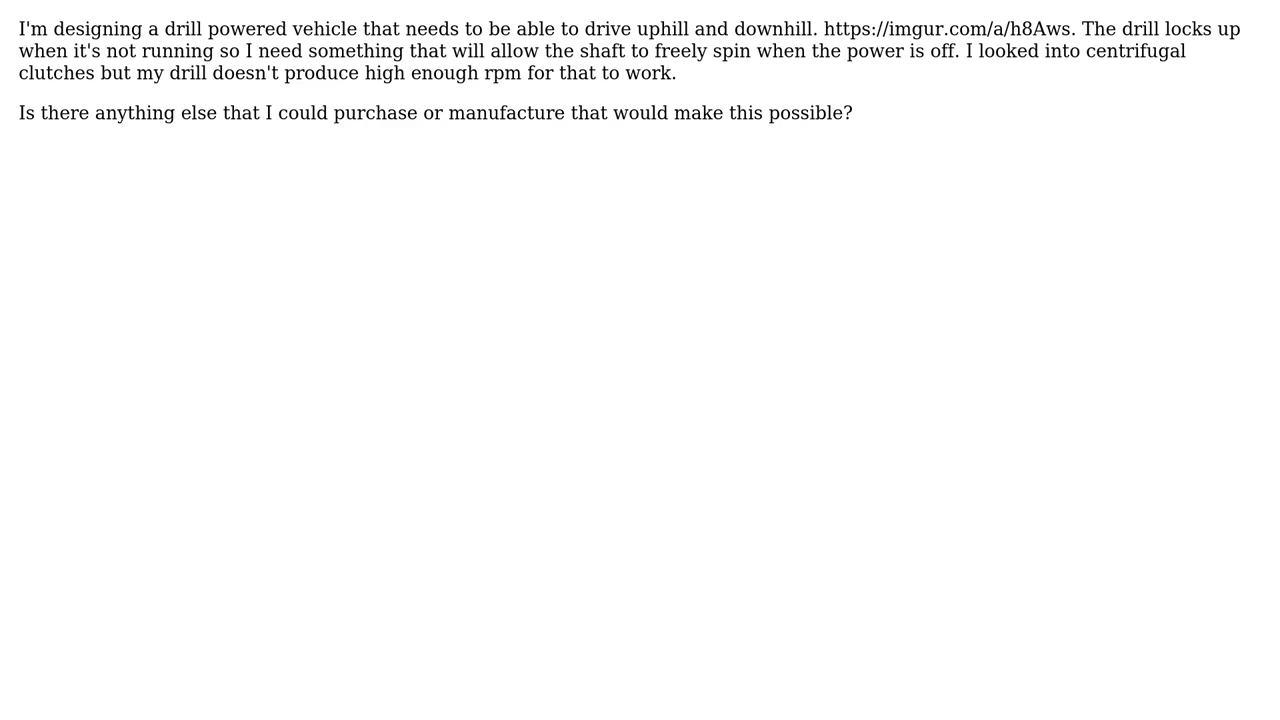 I'm designing a drill powered vehicle that needs to be able to drive uphill and downhill. https://imgur.com/a/h8Aws. The drill locks up
when it's not running so I need something that will allow the shaft to freely spin when the power is off. I looked into centrifugal
clutches but my drill doesn't produce high enough rpm for that to work.
Is there anything else that I could purchase or manufacture that would make this possible?